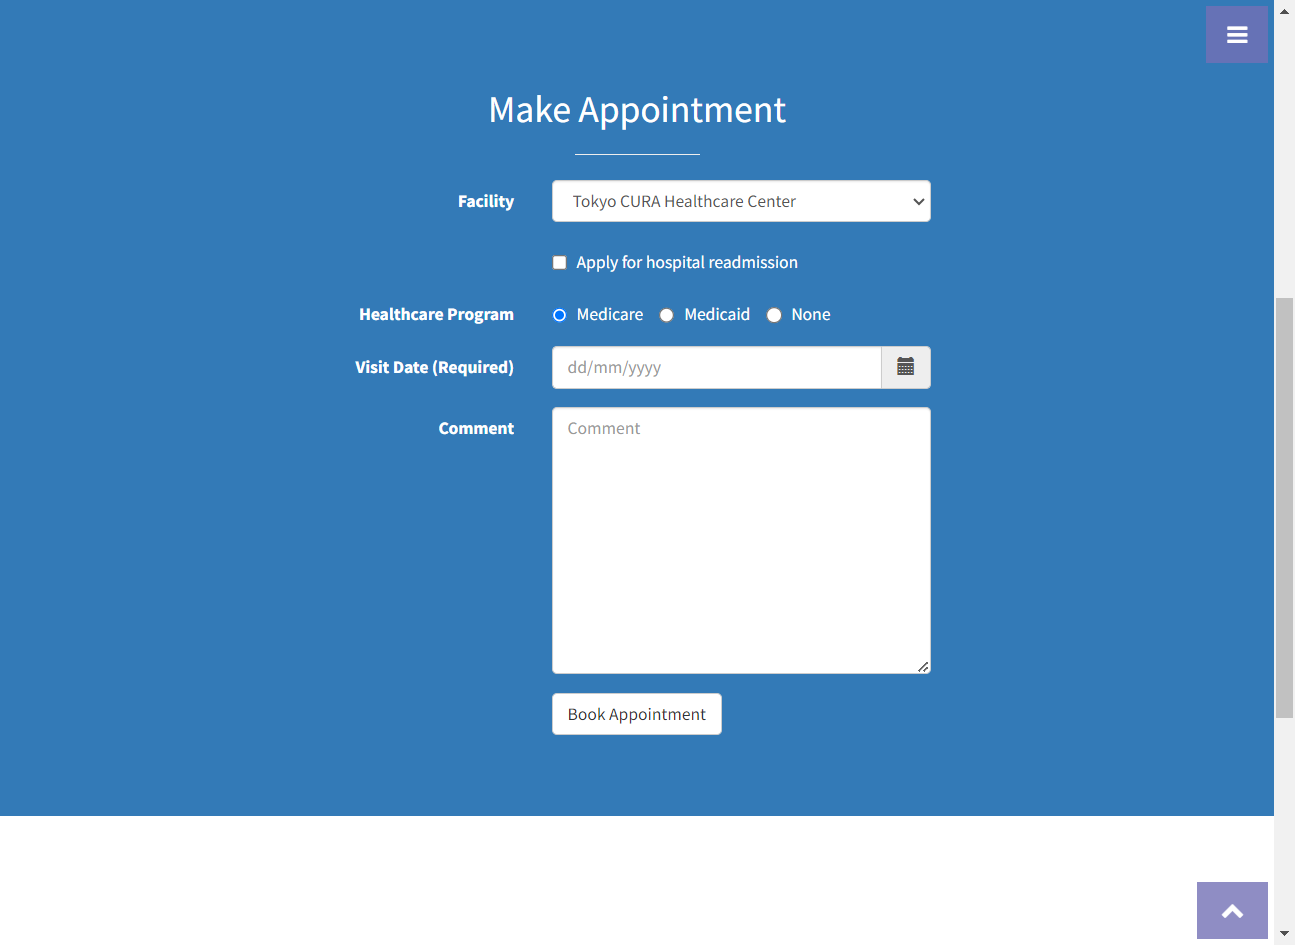 Make Appointment
Facility
Tokyo CURA Healthcare Center
Apply for hospital readmission
Healthcare Program
Medicare
Medicaid
None
Visit Date (Required)
dd/mm/yyyy
Comment
Comment
Book Appointment